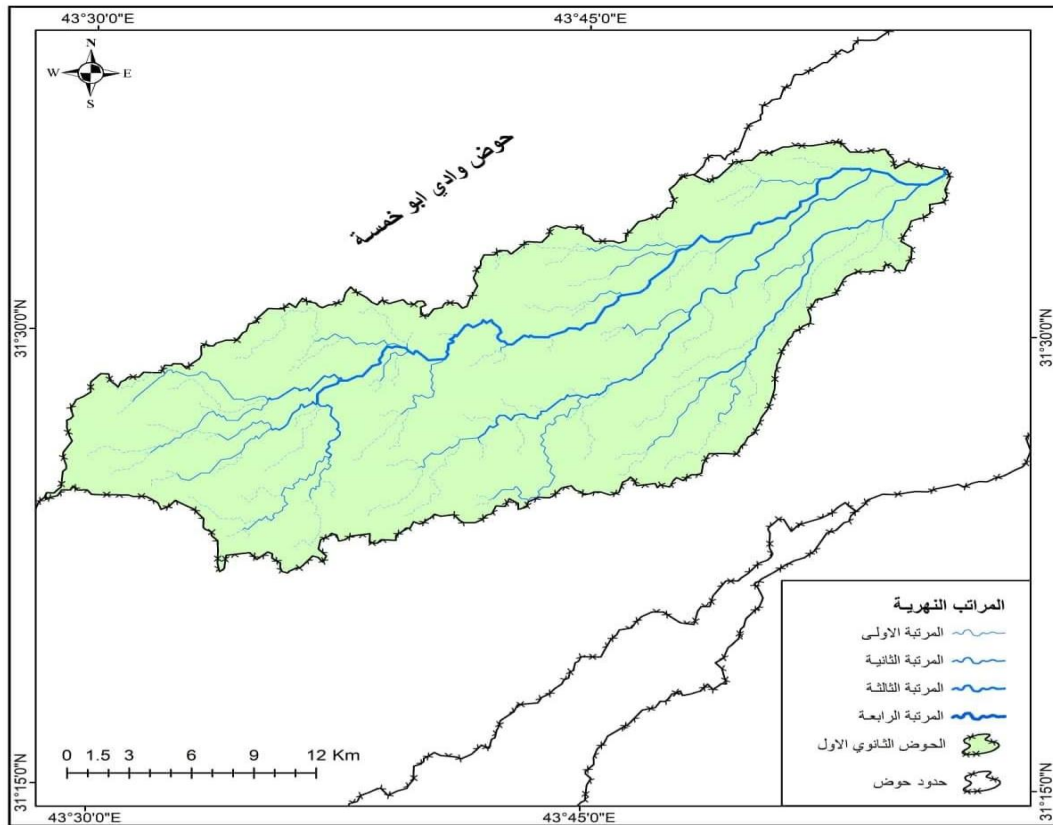 43°30'0"E
43°45'0"E
N
W
E
S
حوض وادي ابو خمسة
31°30'0"N
31°30'0"N
المراتب النهرية
المرتبة الاولى
المرتبة الثانية
المرتبة الثالثة
المرتبة الرابعة
الحوض الثانوي الاول
حدود حوض
0 1.5 3 6 9 12 Km
31°15'0"N
31°15'0"N
43°30'0"E
43°45'0"E